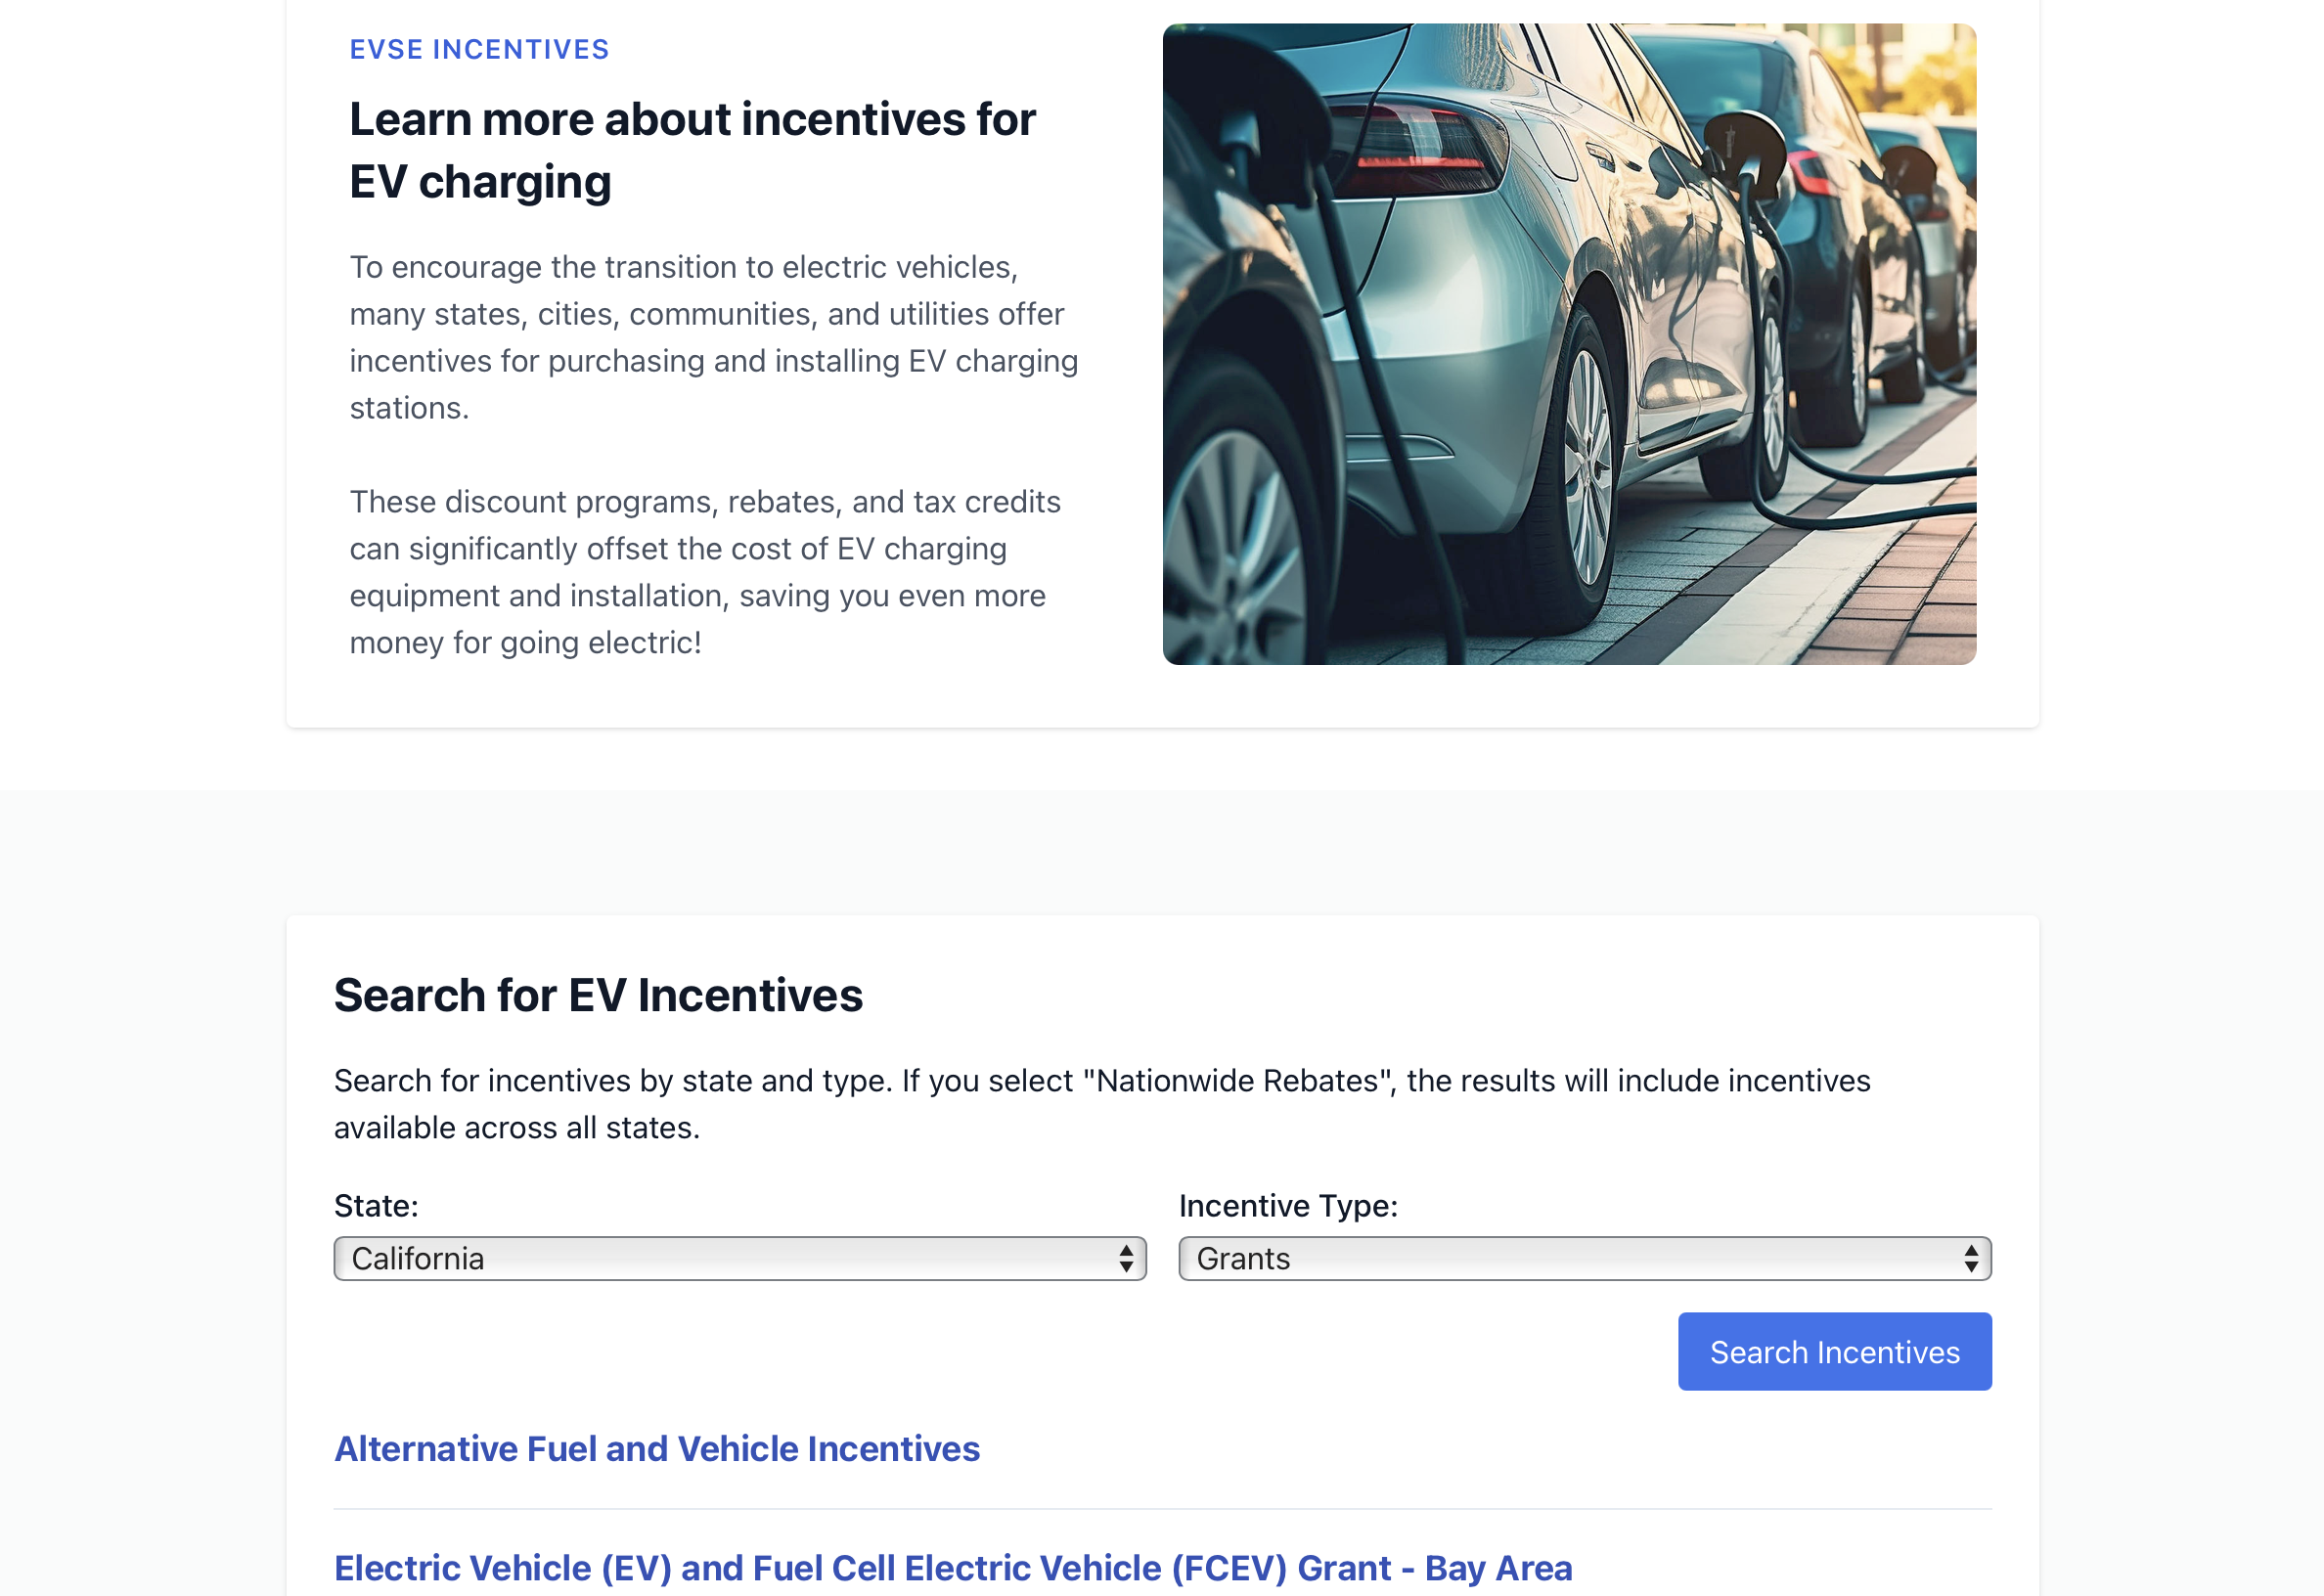 EVSE INCENTIVES
Learn more about incentives for
EV charging
To encourage the transition to electric vehicles,
many states, cities, communities, and utilities offer
incentives for purchasing and installing EV charging
stations.
These discount programs, rebates, and tax credits
can significantly offset the cost of EV charging
equipment and installation, saving you even more
money for going electric!
Search for EV Incentives
Search for incentives by state and type. If you select "Nationwide Rebates", the results will include incentives
available across all states.
State:
Incentive Type:
California
Grants
Search Incentives
Alternative Fuel and Vehicle Incentives
Electric Vehicle (EV) and Fuel Cell Electric Vehicle (FCEV) Grant - Bay Area